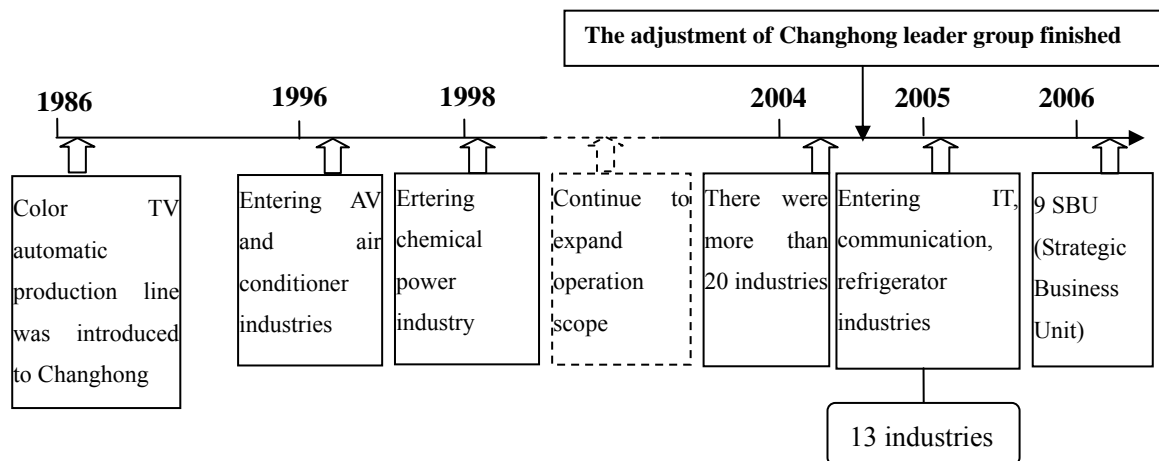 The adjustment of Changhong leader group finished
1986
1996
1998
2004
2005
2006
Color TV
automatic
production line
was introduced
to Changhong
Entering AV
and air
conditioner
industries
Ertering
chemical
power
industry
Continue to
expand
operation
scope
There were
more than
20 industries
Entering IT,
communication,
refrigerator
industries
9 SBU
(Strategic
Business
Unit)
13 industries